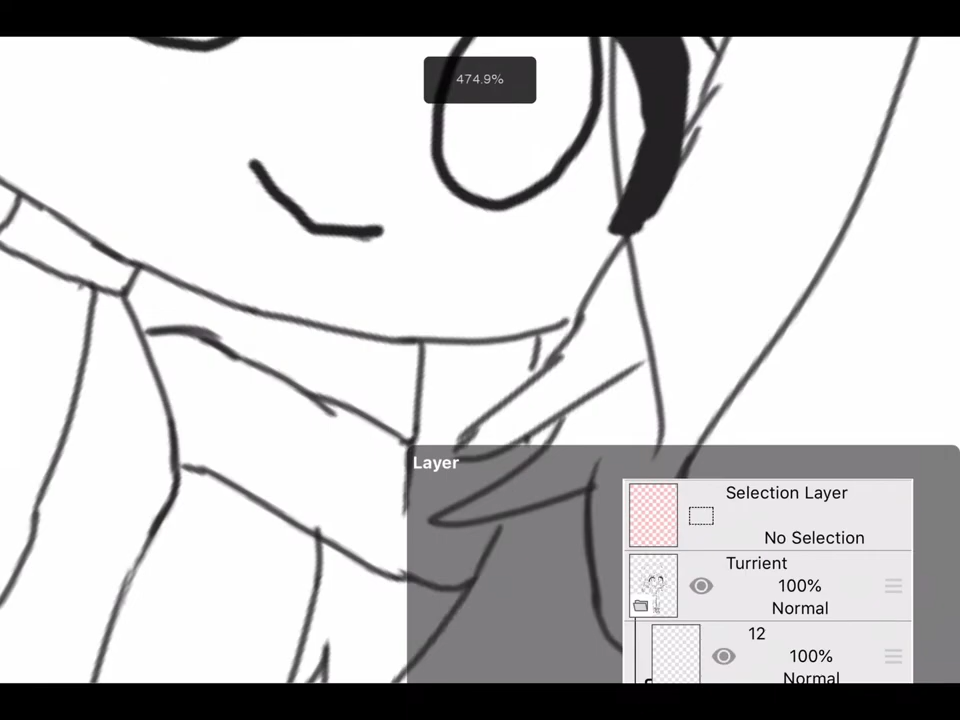 474.9%
Layer
Selection Layer
No Selection
Turrient
100%
Normal
12
100%
Normal